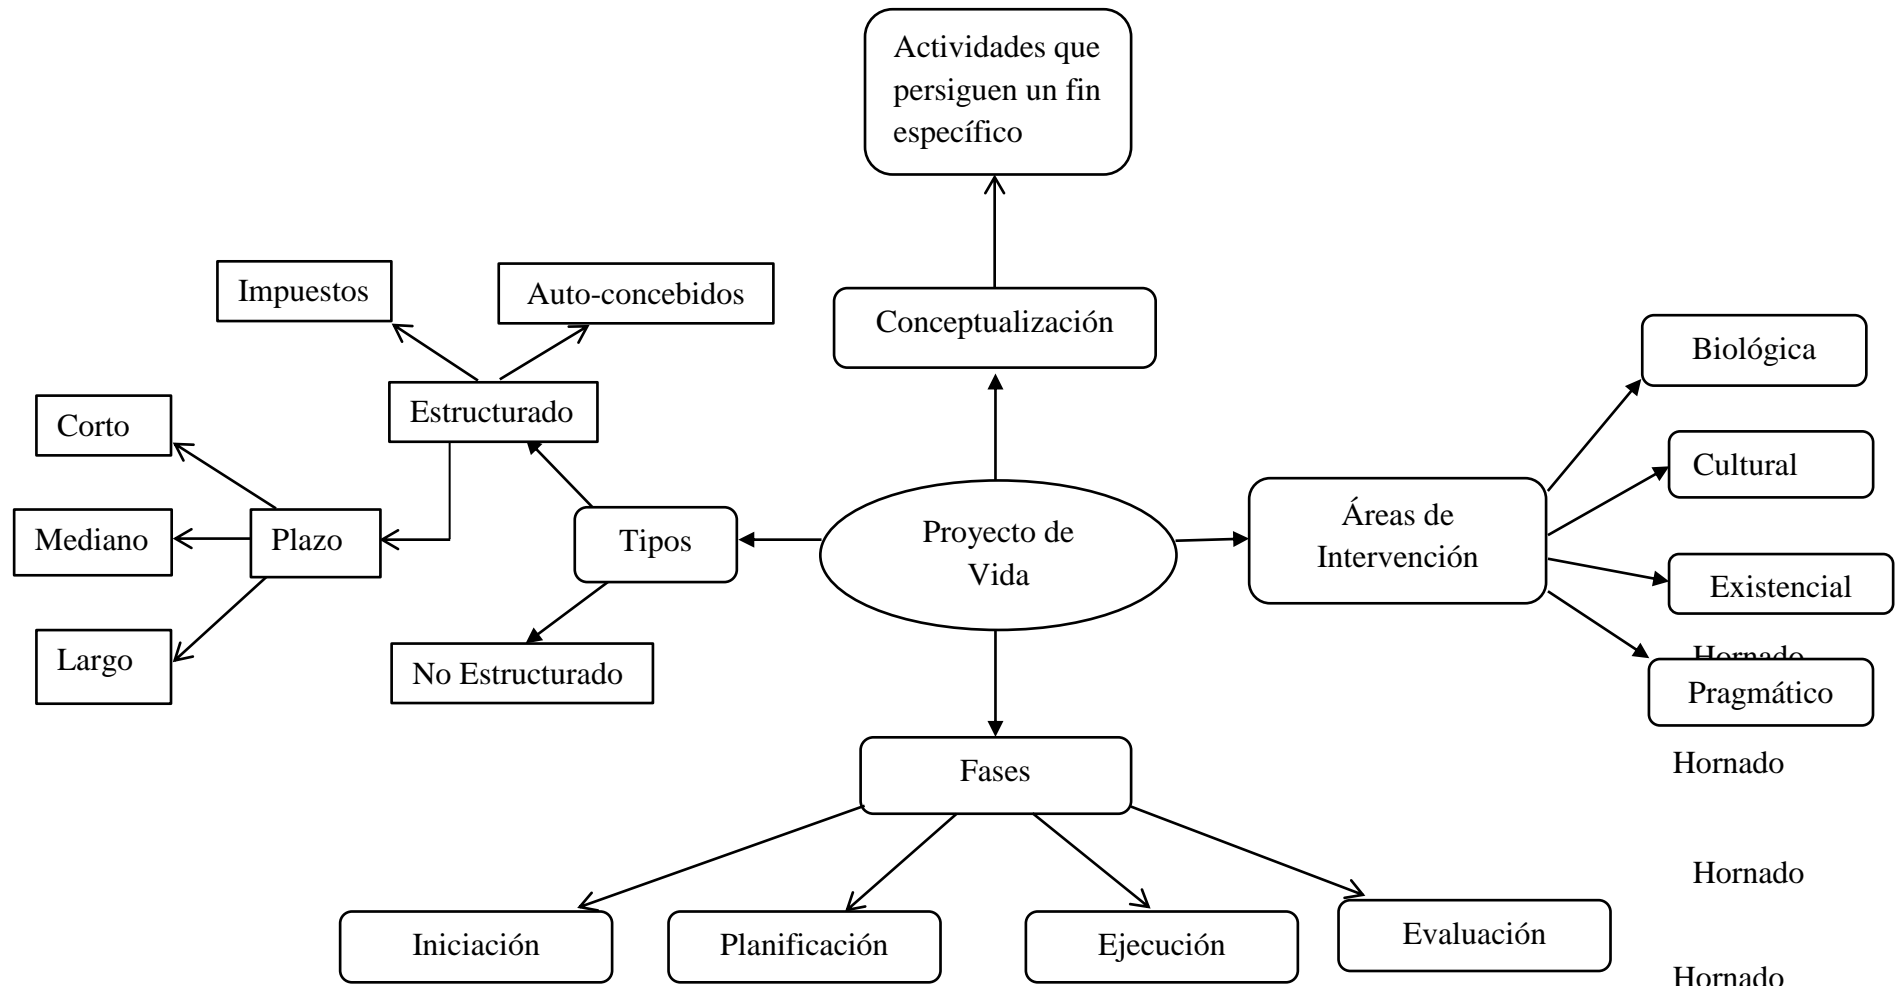 Actividades que
persiguen un fin
específico
Impuestos
Auto-concebidos
Conceptualización
Biológica
Estructurado
Corto
Cultural
Áreas de
Intervención
Proyecto de
Vida
Tipos
Plazo
Mediano
Existencial
Hornado
Largo
No Estructurado
Pragmático
Fases
Hornado
Hornado
Iniciación
Planificación
Ejecución
Evaluación
Hornado